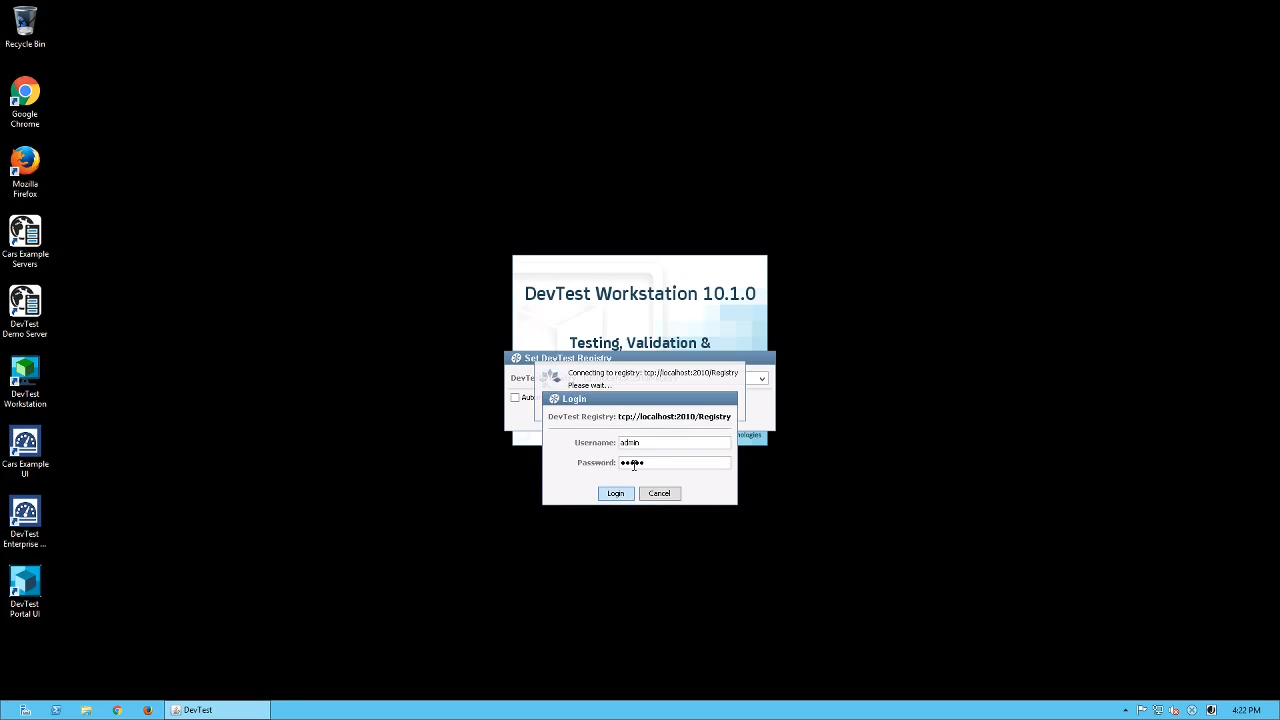 Recycle Bin
Google
Chrome
Mozilla
Firefox
Cars Example
Servers
DevTest
Demo Server
DevTest
Workstation
Cars Example
UI
DevTest
Enterprise ...
DevTest
Portal UI
DevTest Workstation 10.1.0
Testing, Validation &
Set DevTest Registry
DevTe
Connecting to registry: tcp://localhost:2010/Registry
Please wait...
Login
DevTest Registry: tcp://localhost:2010/Registry
Username: admin
Password: •••••
Login Cancel
DevTest
4:22 PM